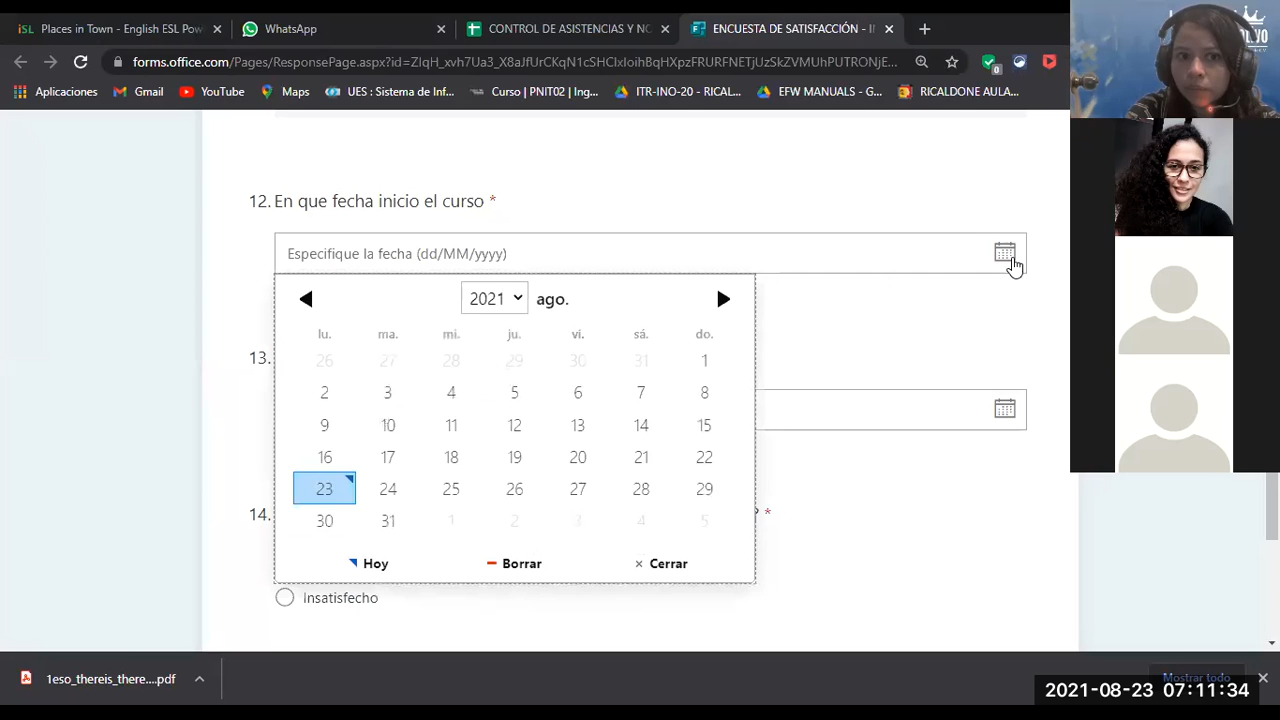 Places in Town - English ESL Pow
WhatsApp
CONTROL DE ASISTENCIAS Y NO
ENCUESTA DE SATISFACCIÓN - I
forms.office.com/Pages/ResponsePage.aspx?id=
Aplicaciones
Gmail
YouTube
Maps
UES : Sistema de Inf...
Curso | PNIT02 | Ing...
ITR-INO-20 - RICAL...
EFW MANUALS - G...
RICALDONE AULA...
12. En que fecha inicio el curso *
Especifique la fecha (dd/MM/yyyy)
2021 ago.
lu. ma. mi. ju. vi. sá. do.
26 27 28 29 30 31 1
2 3 4 5 6 7 8
9 10 11 12 13 14 15
16 17 18 19 20 21 22
23 24 25 26 27 28 29
30 31 1 2 3 4 5
Hoy Borrar Cerrar
13.
14. ? *
Insatisfecho
1eso_thereis_there....pdf
Mostrar todo
2021-08-23 07:11:34